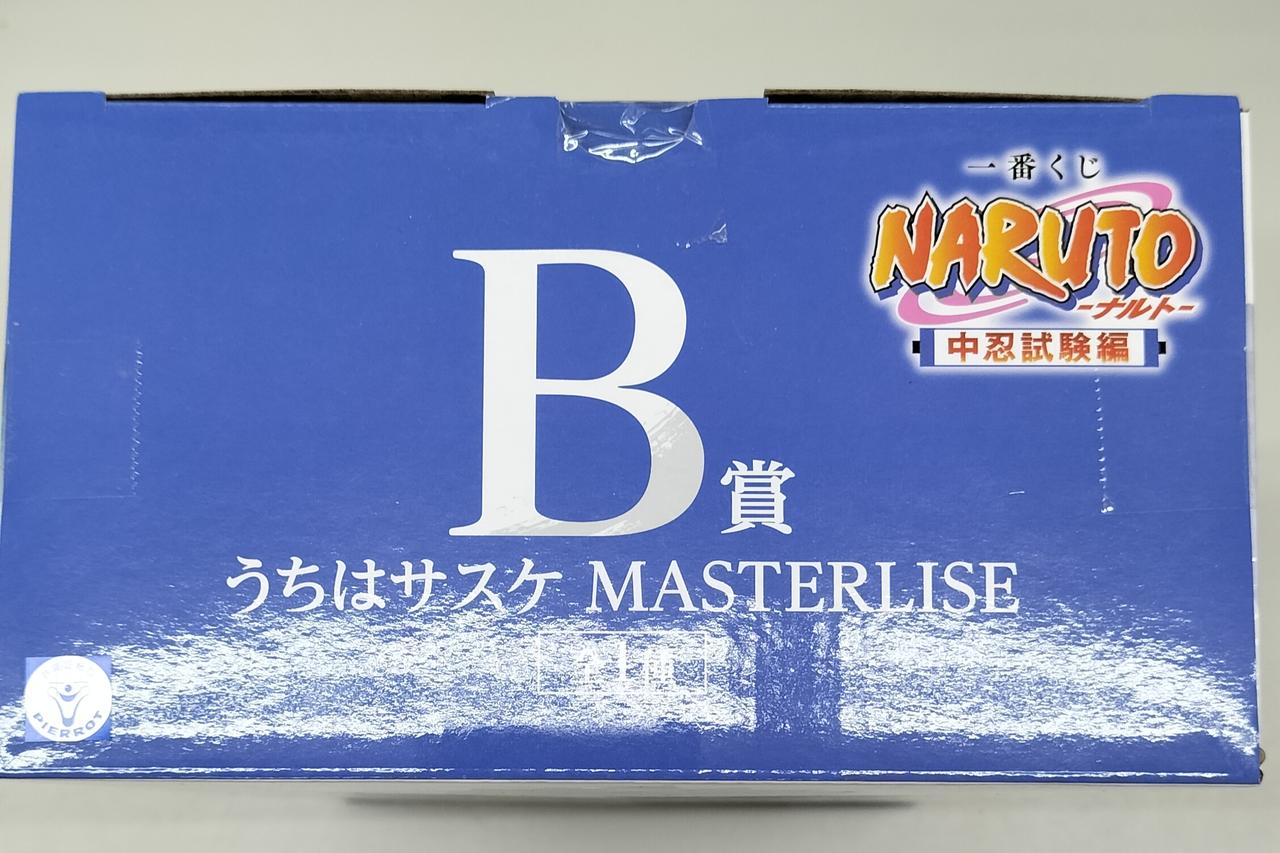 一番くじ
NARUTO
-ナルト-
中忍試験編
B賞
うちはサスケ MASTERLISE
全1種
PIERROT